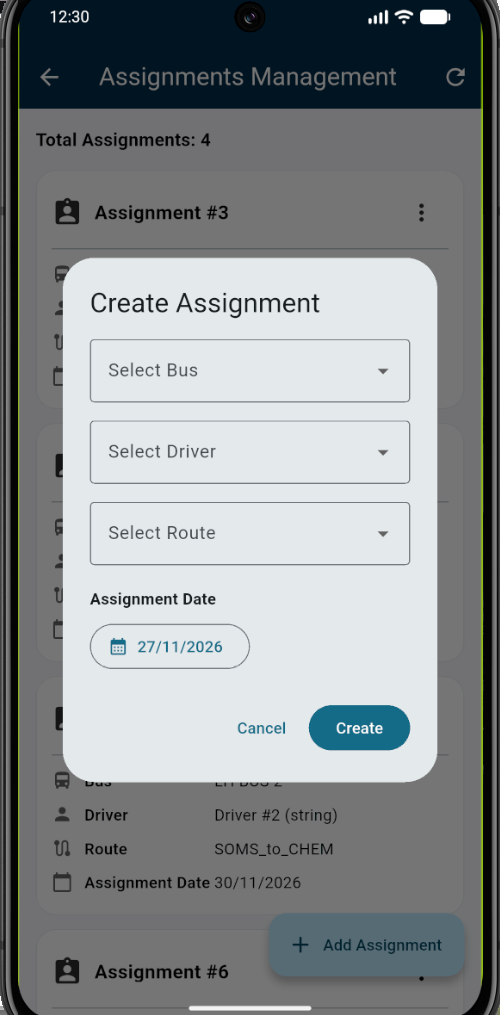 12:30
Assignments Management
Total Assignments: 4
Assignment #3
Create Assignment
Select Bus
Select Driver
Select Route
Assignment Date
27/11/2026
Cancel Create
Driver Driver #2 (string)
Route SOMS_to_CHEM
Assignment Date 30/11/2026
Add Assignment
Assignment #6